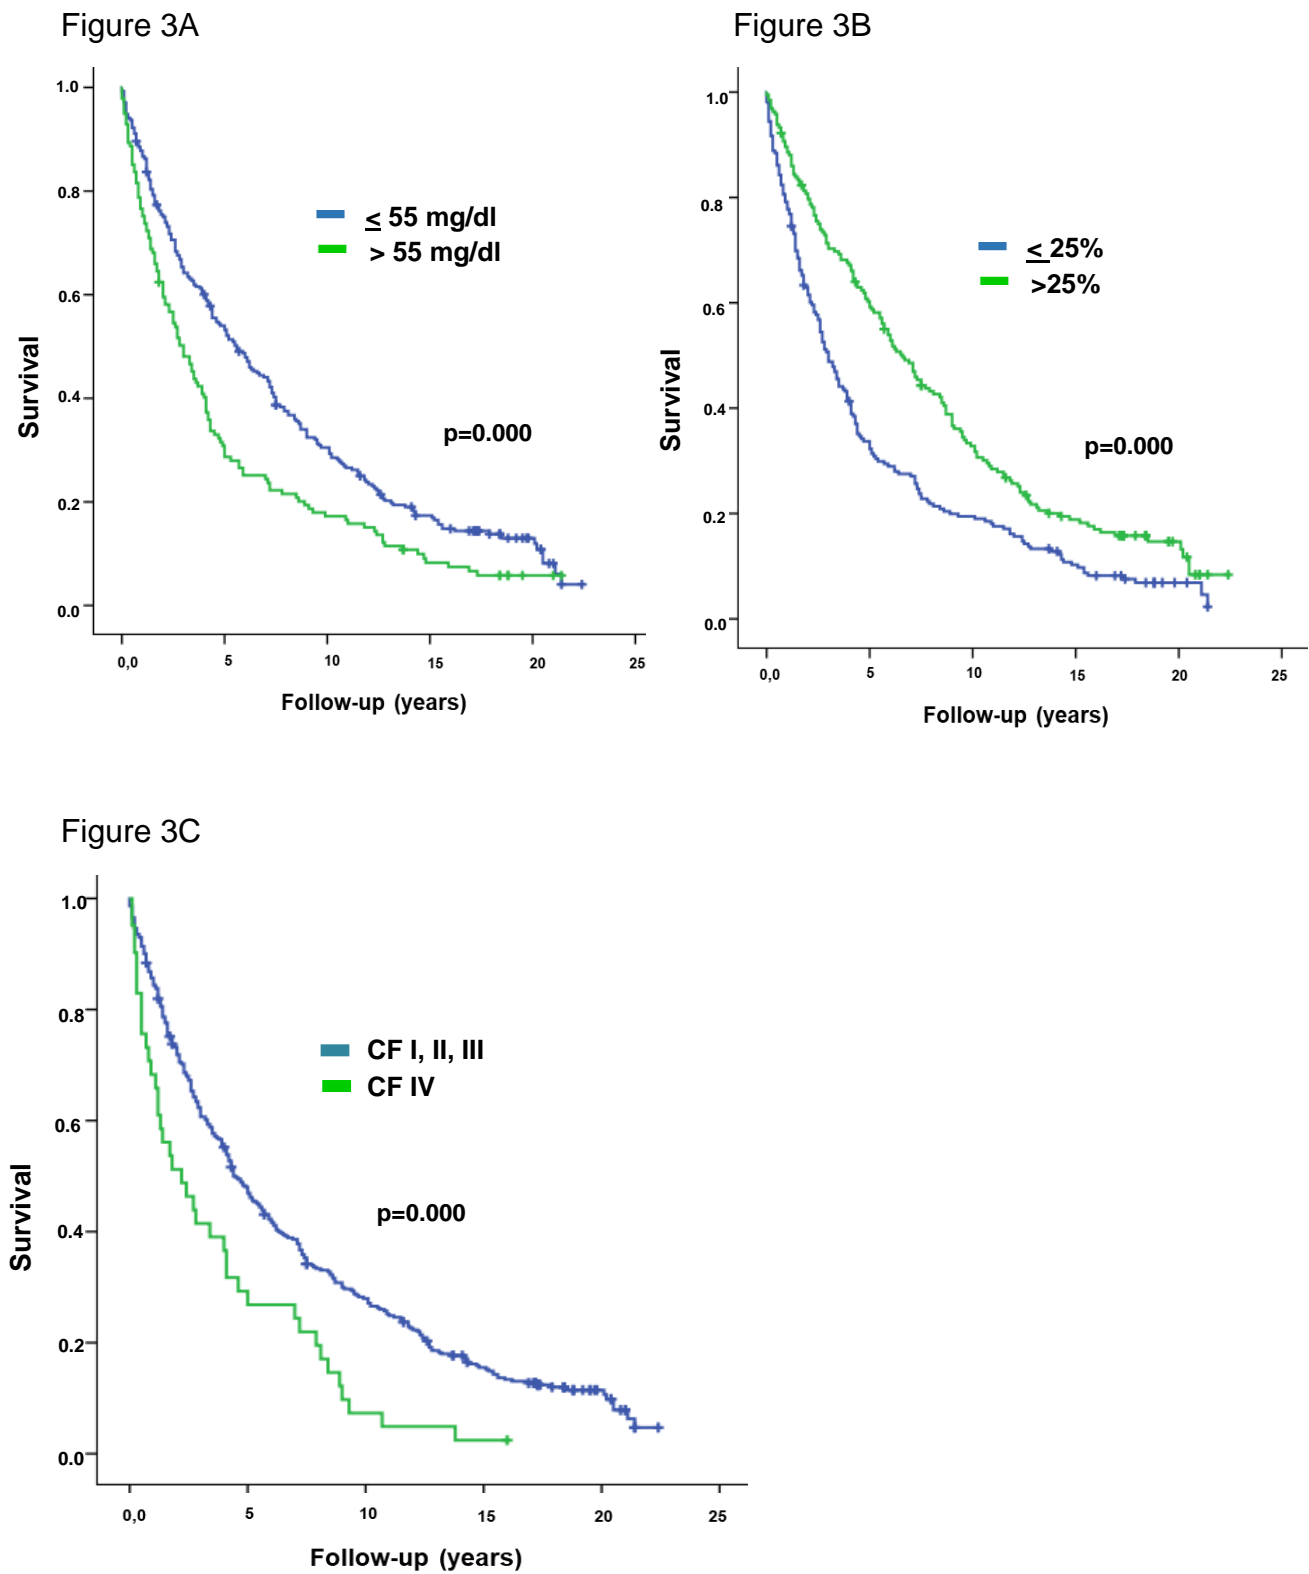 Figure 3A
1.0
0.8
0.6
0.4
0.2
0.0
Survival
≤ 55 mg/dl
> 55 mg/dl
p=0.000
0,0 5 10 15 20 25
Follow-up (years)
Figure 3B
1.0
0.8
0.6
0.4
0.2
0.0
Survival
≤ 25%
>25%
p=0.000
0,0 5 10 15 20 25
Follow-up (years)
Figure 3C
1.0
0.8
0.6
0.4
0.2
0.0
Survival
CF I, II, III
CF IV
p=0.000
0,0 5 10 15 20 25
Follow-up (years)